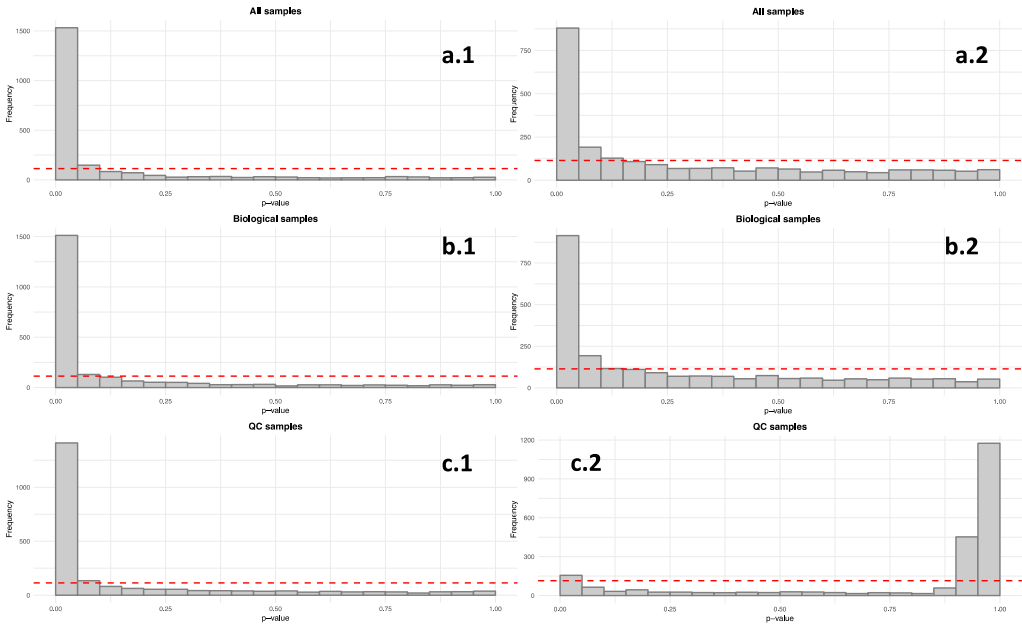 All samples
a.1
Frequency
1500
1000
500
0
0.00 0.25 0.50 0.75 1.00
p-value
All samples
a.2
Frequency
750
500
250
0
0.00 0.25 0.50 0.75 1.00
p-value
Biological samples
b.1
Frequency
1500
1000
500
0
0.00 0.25 0.50 0.75 1.00
p-value
Biological samples
b.2
Frequency
750
500
250
0
0.00 0.25 0.50 0.75 1.00
p-value
QC samples
c.1
Frequency
1000
500
0
0.00 0.25 0.50 0.75 1.00
p-value
QC samples
c.2
Frequency
1200
900
600
300
0
0.00 0.25 0.50 0.75 1.00
p-value